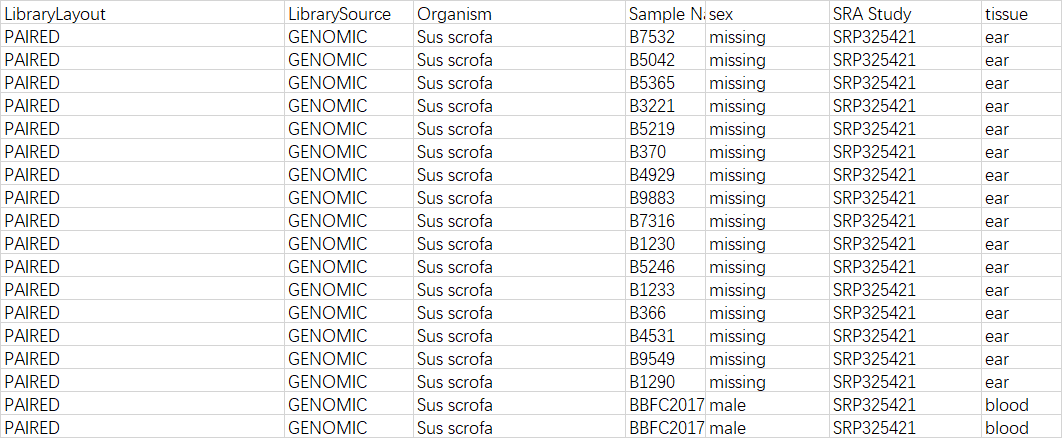 LibraryLayout LibrarySource Organism Sample Na sex SRA Study tissue
PAIRED GENOMIC Sus scrofa B7532 missing SRP325421 ear
PAIRED GENOMIC Sus scrofa B5042 missing SRP325421 ear
PAIRED GENOMIC Sus scrofa B5365 missing SRP325421 ear
PAIRED GENOMIC Sus scrofa B3221 missing SRP325421 ear
PAIRED GENOMIC Sus scrofa B5219 missing SRP325421 ear
PAIRED GENOMIC Sus scrofa B370 missing SRP325421 ear
PAIRED GENOMIC Sus scrofa B4929 missing SRP325421 ear
PAIRED GENOMIC Sus scrofa B9883 missing SRP325421 ear
PAIRED GENOMIC Sus scrofa B7316 missing SRP325421 ear
PAIRED GENOMIC Sus scrofa B1230 missing SRP325421 ear
PAIRED GENOMIC Sus scrofa B5246 missing SRP325421 ear
PAIRED GENOMIC Sus scrofa B1233 missing SRP325421 ear
PAIRED GENOMIC Sus scrofa B366 missing SRP325421 ear
PAIRED GENOMIC Sus scrofa B4531 missing SRP325421 ear
PAIRED GENOMIC Sus scrofa B9549 missing SRP325421 ear
PAIRED GENOMIC Sus scrofa B1290 missing SRP325421 ear
PAIRED GENOMIC Sus scrofa BBFC2017 male SRP325421 blood
PAIRED GENOMIC Sus scrofa BBFC2017 male SRP325421 blood